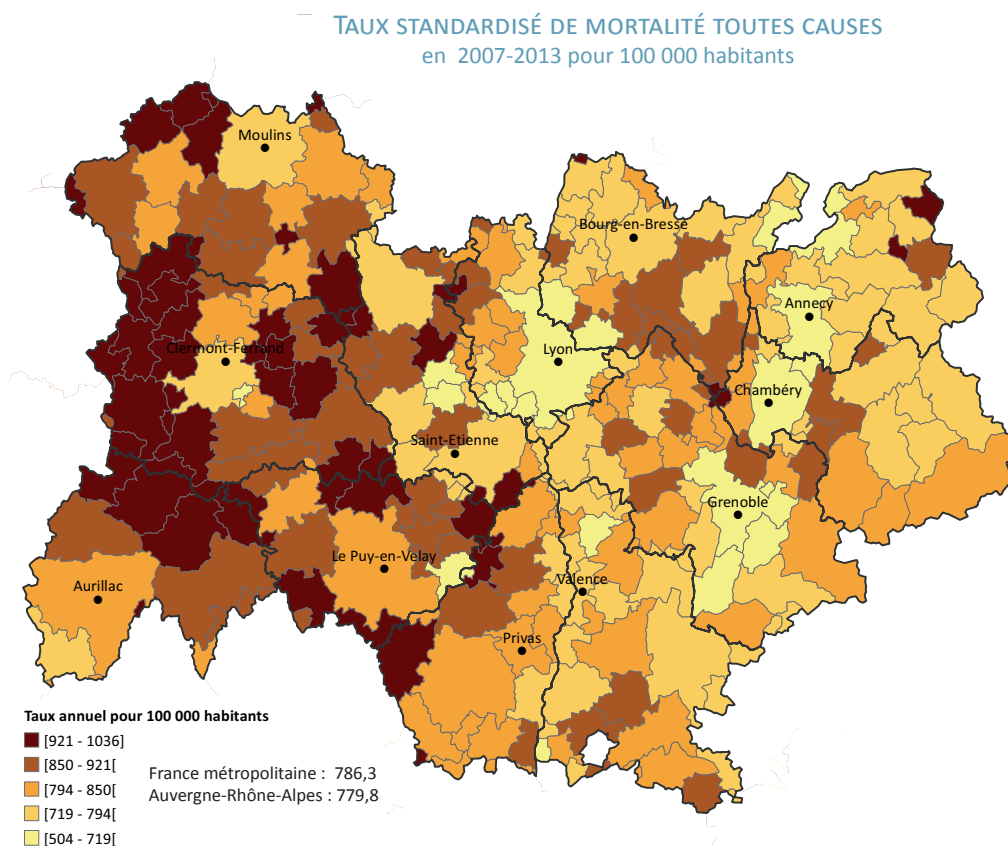 TAUX STANDARDISÉ DE MORTALITÉ TOUTES CAUSES
en 2007-2013 pour 100 000 habitants
Moulins
Bourg-en-Bresse
Annecy
Clermont-Ferrand
Lyon
Chambéry
Saint-Etienne
Grenoble
Le Puy-en-Velay
Aurillac
Valence
Privas
Taux annuel pour 100 000 habitants
[921 - 1036]
[850 - 921[
[794 - 850[
[719 - 794[
[504 - 719[
France métropolitaine : 786,3
Auvergne-Rhône-Alpes : 779,8